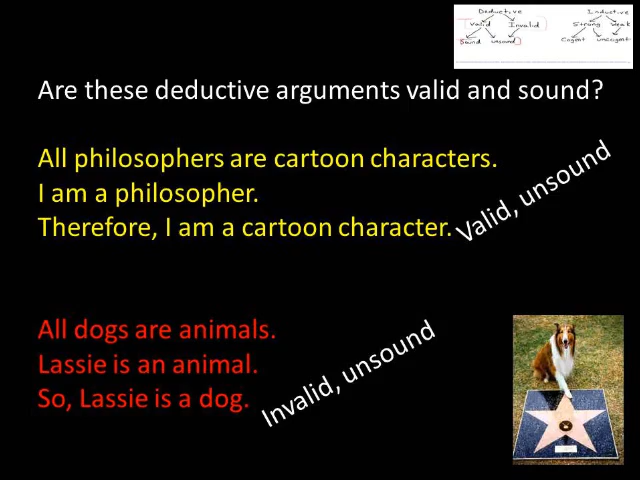 Deductive Inductive
Valid Invalid Strong Weak
Sound unsound Cogent uncogent
Are these deductive arguments valid and sound?
All philosophers are cartoon characters.
I am a philosopher.
Therefore, I am a cartoon character.
Valid, unsound
All dogs are animals.
Lassie is an animal.
So, Lassie is a dog.
Invalid, unsound